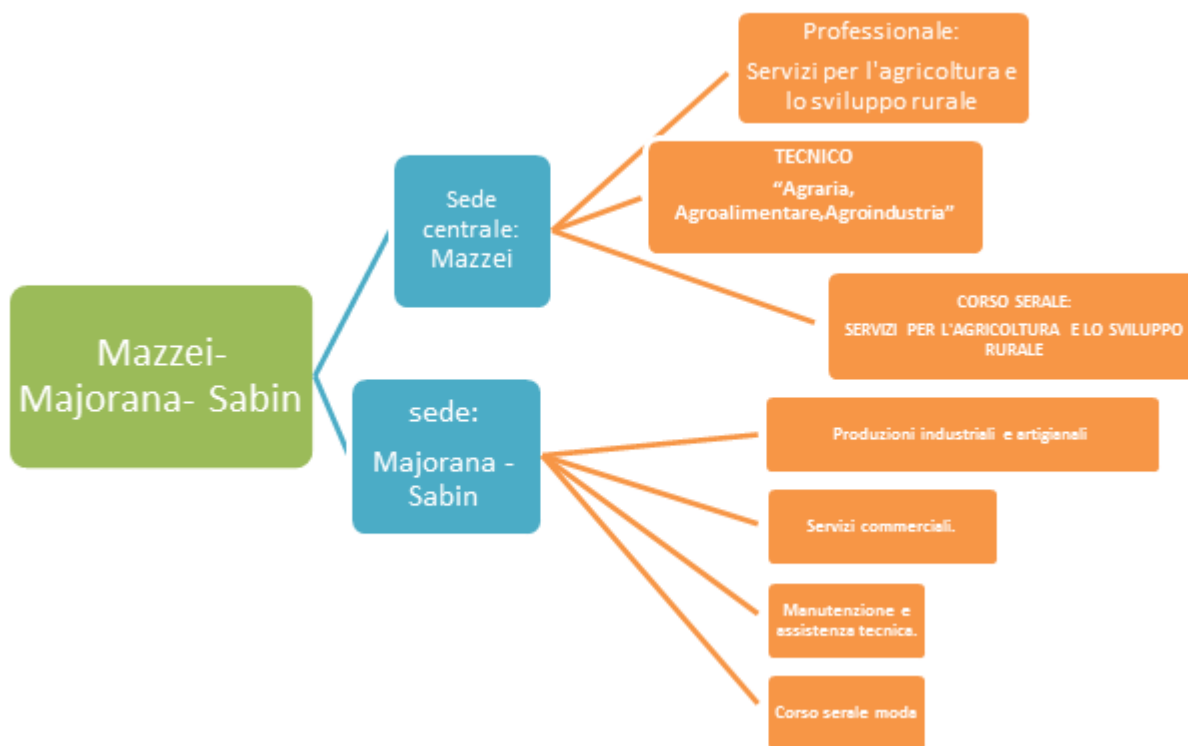 Mazzei-
Majorana- Sabin
Sede
centrale:
Mazzei
sede:
Majorana -
Sabin
Professionale:
Servizi per l'agricoltura e
lo sviluppo rurale
TECNICO
“Agraria,
Agroalimentare,Agroindustria”
CORSO SERALE:
SERVIZI PER L'AGRICOLTURA E LO SVILUPPO
RURALE
Produzioni industriali e artigianali
Servizi commerciali.
Manutenzione e
assistenza tecnica.
Corso serale moda